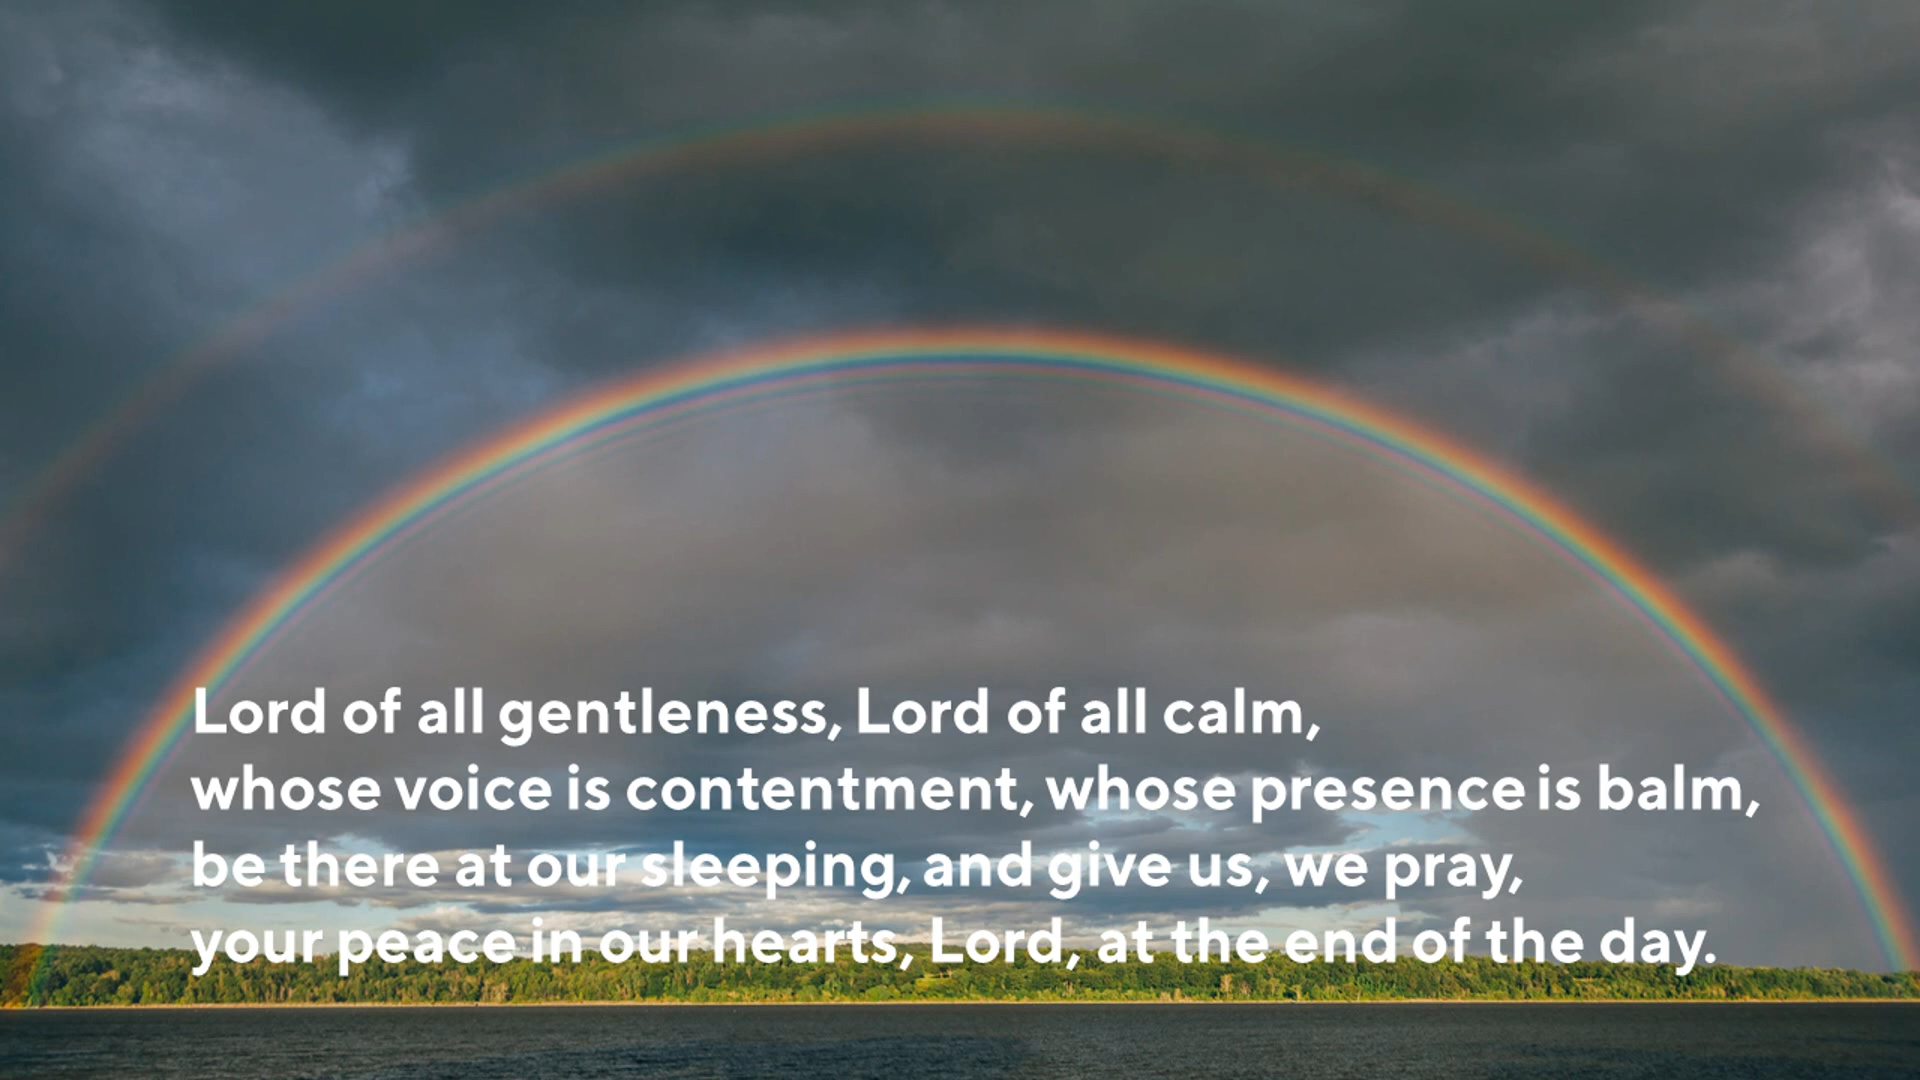 Lord of all gentleness, Lord of all calm,
whose voice is contentment, whose presence is balm,
be there at our sleeping, and give us, we pray,
your peace in our hearts, Lord, at the end of the day.